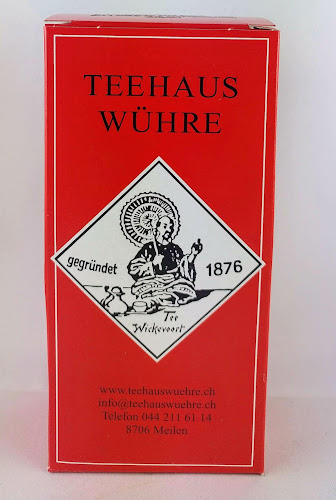 TEEHAUS
WÜHRE
gegründet 1876
Tee
Wickevoort
www.teehauswuehre.ch
info@teehauswuehre.ch
Telefon 044 211 61 14
8706 Meilen